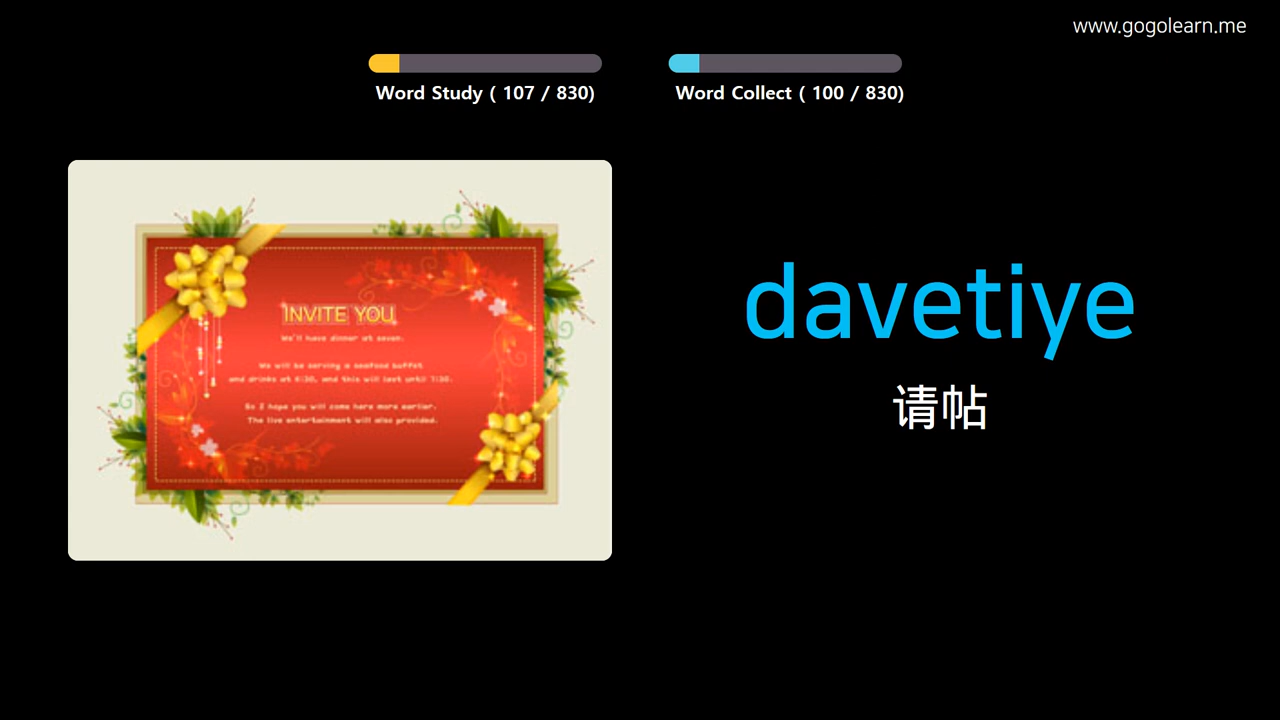 www.gogolearn.me
Word Study ( 107 / 830)
Word Collect ( 100 / 830)
INVITE YOU
We'll have dinner at seven.
We will be serving a seafood buffet
and drinks at 6:30, and this will last until 7:30.
So I hope you will come here more earlier.
The live entertainment will also provided.
davetiye
请帖